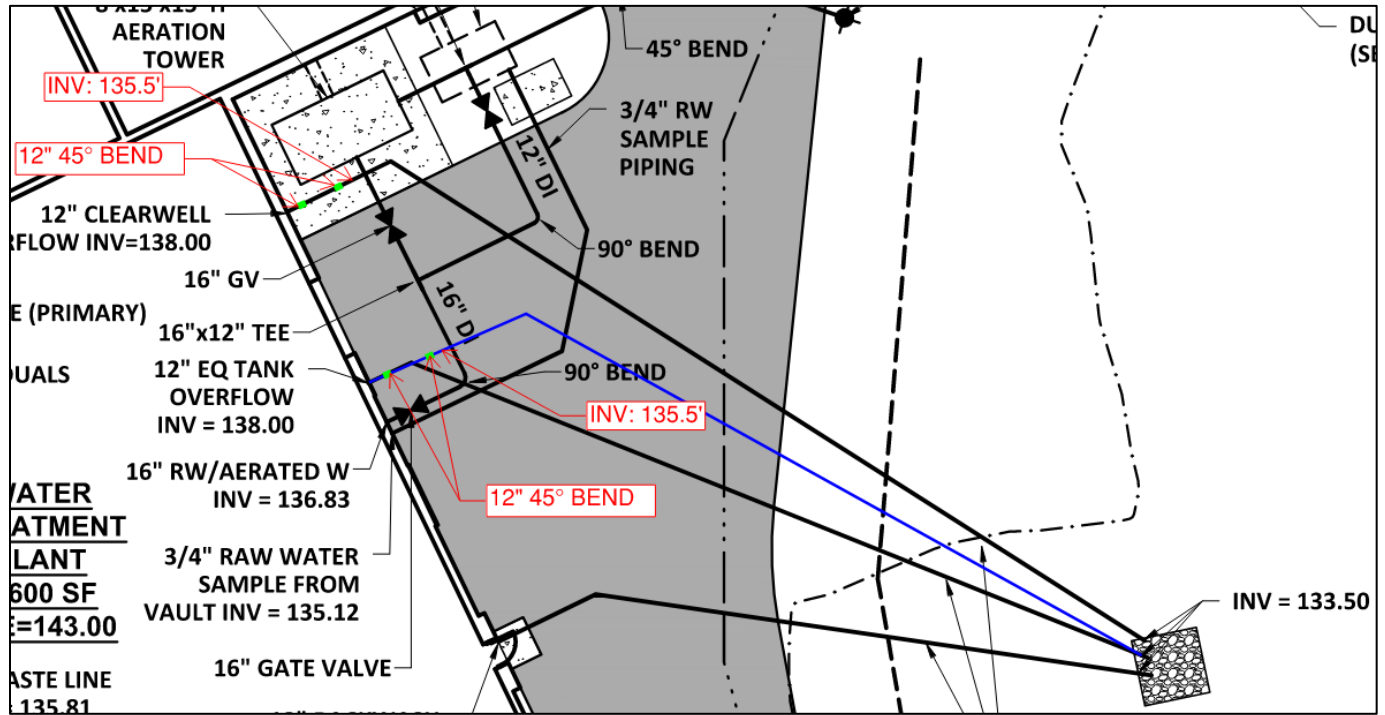 AERATION
TOWER
INV: 135.5'
12" 45° BEND
12" CLEARWELL
RFLOW INV=138.00
16" GV
E (PRIMARY)
16"x12" TEE
DUALS
12" EQ TANK
OVERFLOW
INV = 138.00
16" RW/AERATED W
INV = 136.83
WATER
ATMENT
LANT
600 SF
E=143.00
3/4" RAW WATER
SAMPLE FROM
VAULT INV = 135.12
16" GATE VALVE
ASTE LINE
135.81
45° BEND
3/4" RW
SAMPLE
PIPING
12" DI
90° BEND
16" D
90° BEND
INV: 135.5'
12" 45° BEND
DU
(SE
INV = 133.50